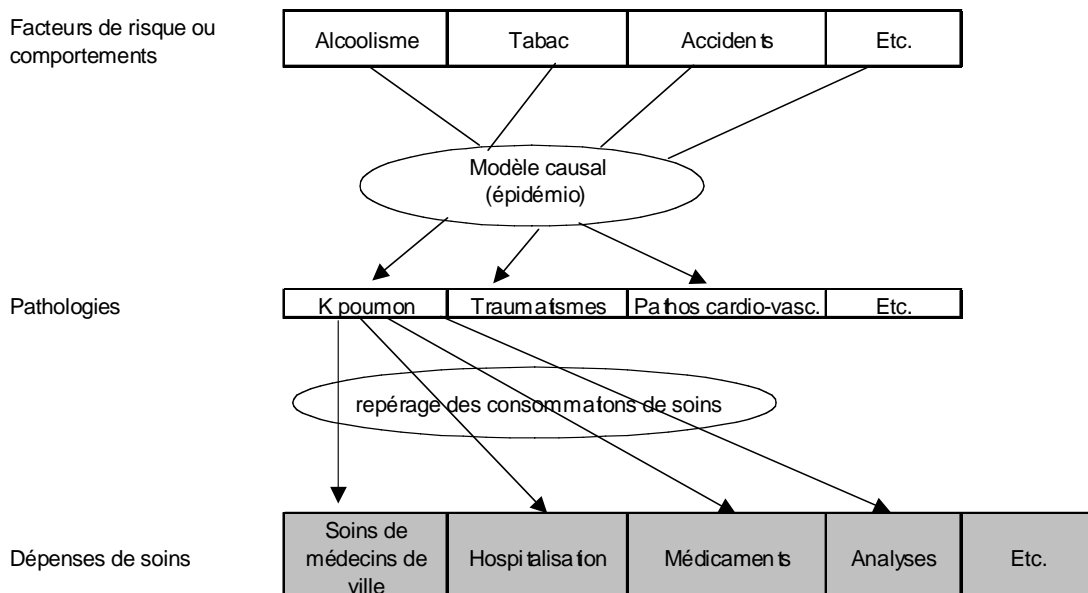 Facteurs de risque ou
comportements
Alcoolisme
Tabac
Accidents
Etc.
Modèle causal
(épidémio)
Pathologies
K poumon
Traumatismes
Pathos cardio-vasc.
Etc.
repérage des consommations de soins
Dépenses de soins
Soins de
médecins de
ville
Hospitalisation
Médicaments
Analyses
Etc.